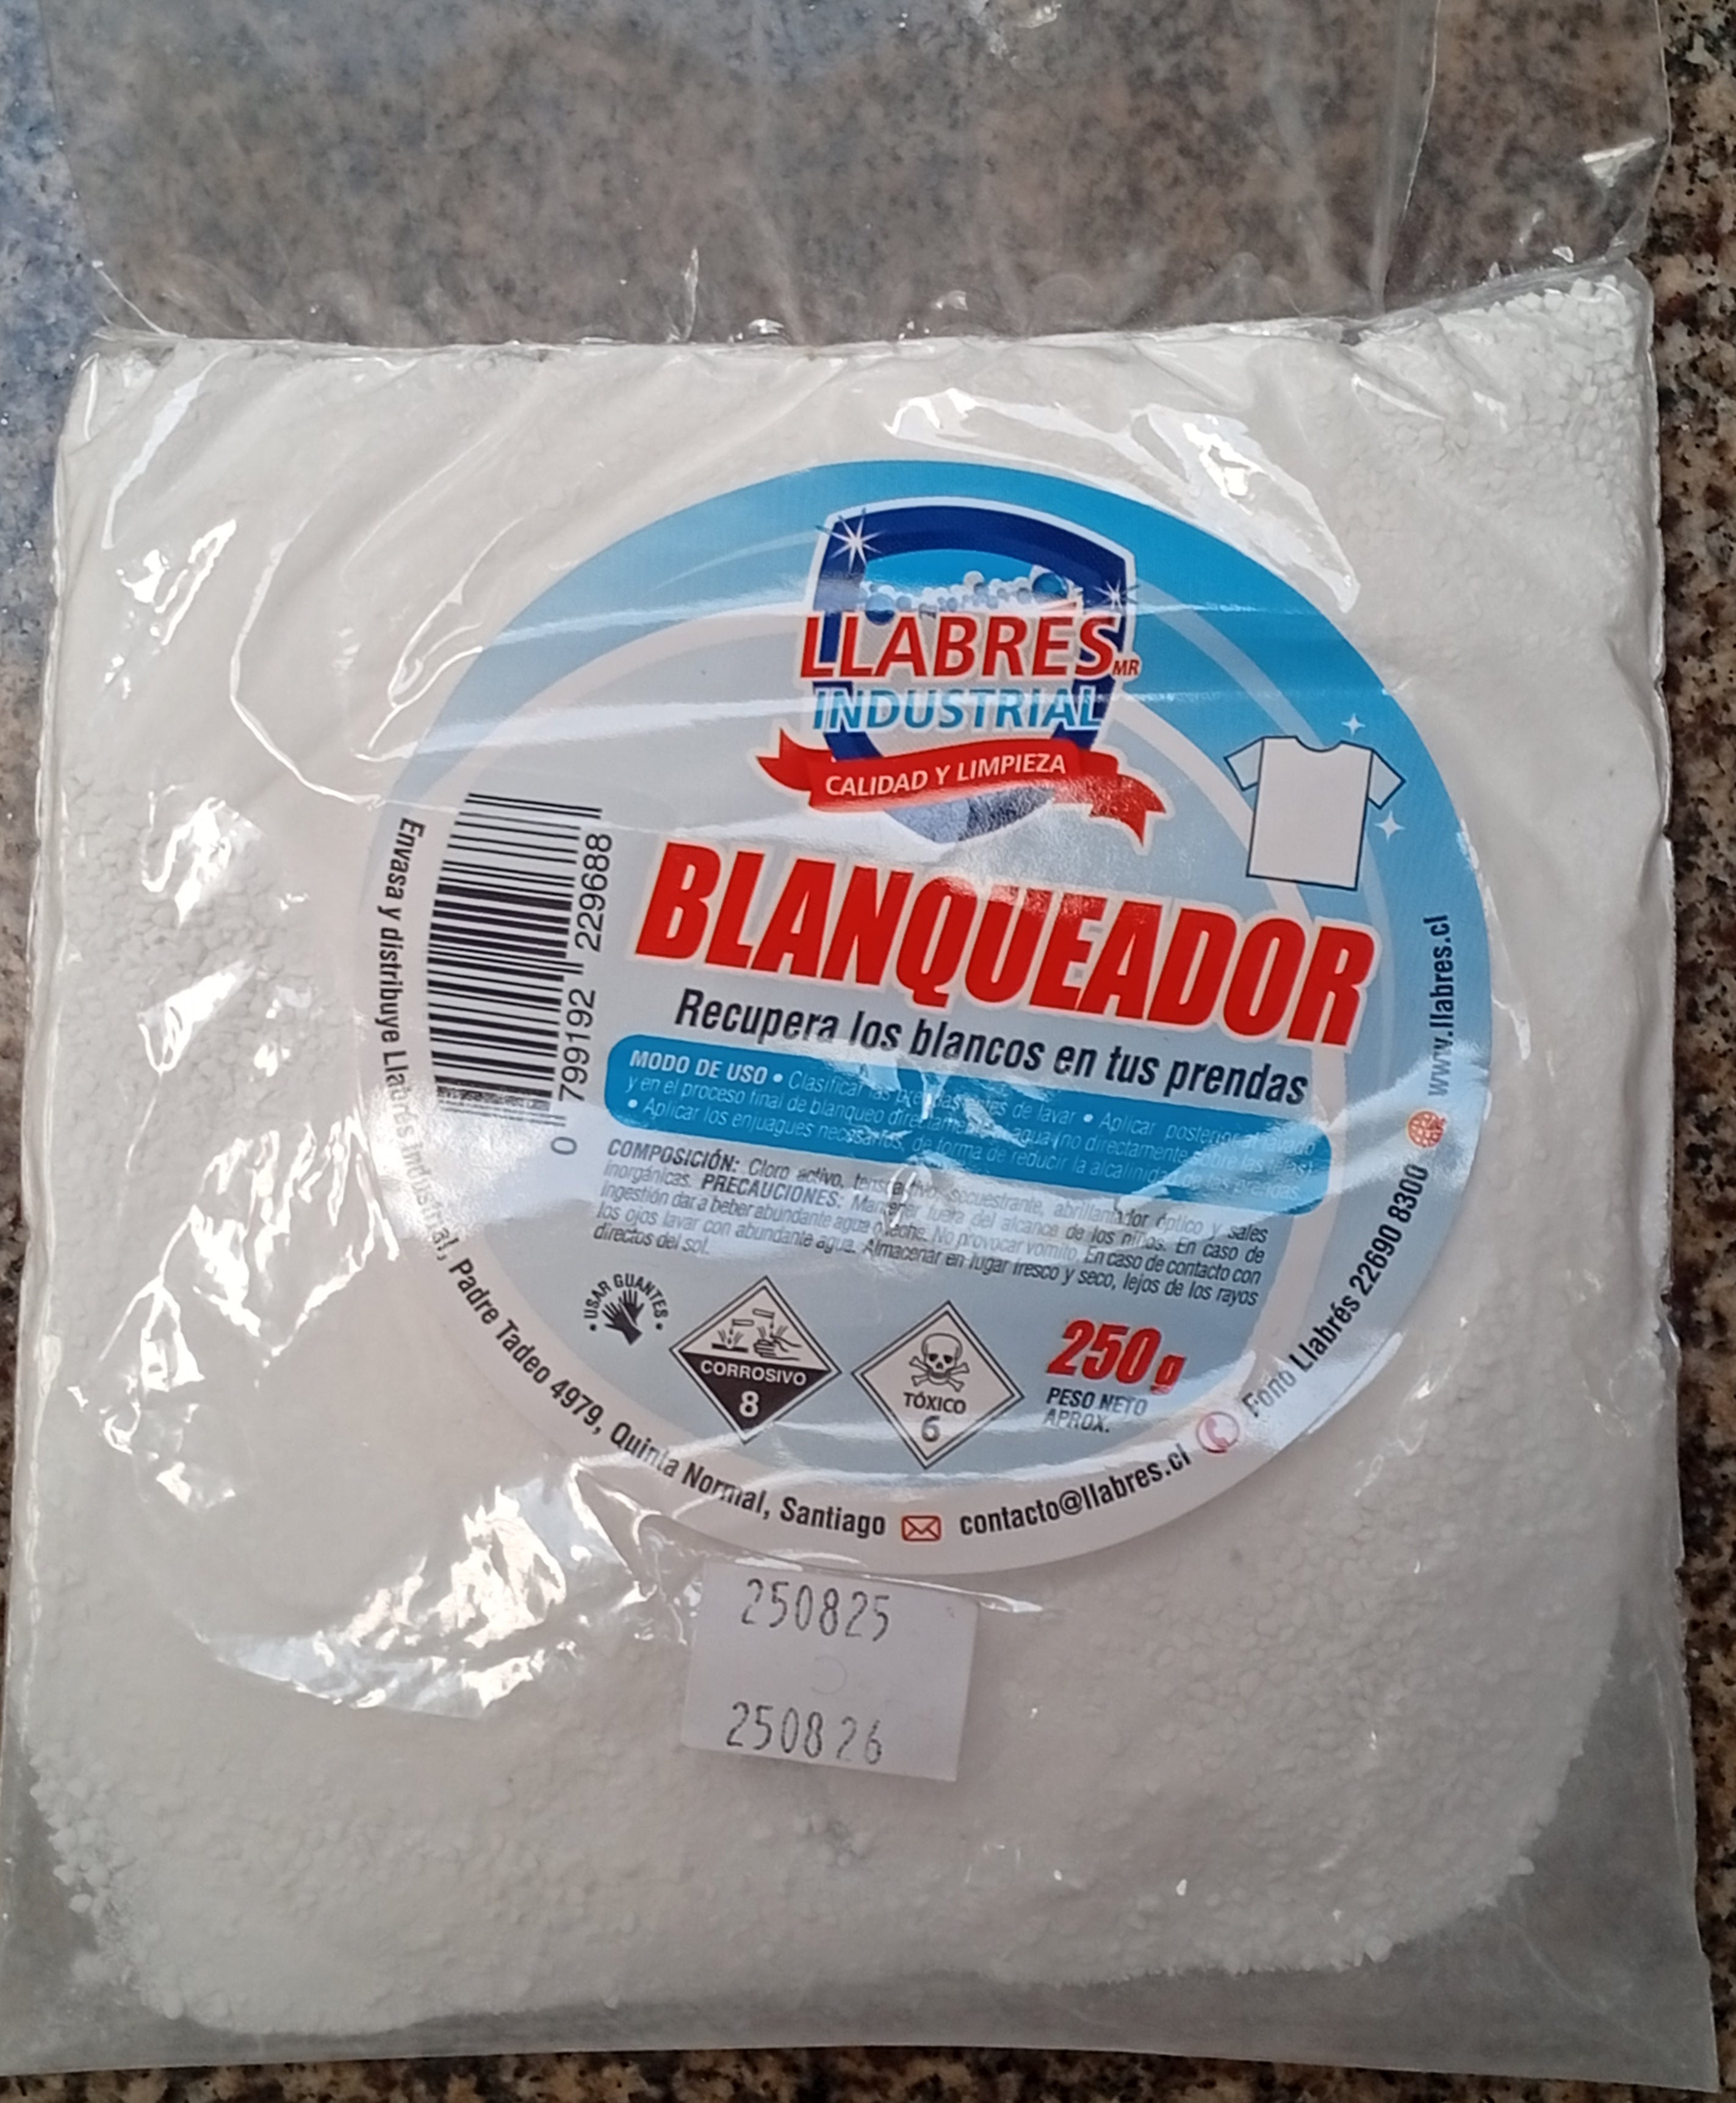 LLABRÉS MR
INDUSTRIAL
CALIDAD Y LIMPIEZA
BLANQUEADOR
Recupera los blancos en tus prendas
MODO DE USO • Clasificar las prendas antes de lavar • Aplicar
y en el proceso final de blanqueo directamente agua (no directamente sobre las telas)
• Aplicar los enjuagues necesarios, de forma de reducir la alcalinidad de las prendas.
COMPOSICIÓN: Cloro activo, tensoactivo, secuestrante, abrillantador óptico y sales
inorgánicas. PRECAUCIONES: Mantener fuera del alcance de los niños. En caso de
ingestión dar a beber abundante agua o leche. No provocar vómito. En caso de contacto con
los ojos lavar con abundante agua. Almacenar en lugar fresco y seco, lejos de los rayos
directos del sol.
• USAR GUANTES •
CORROSIVO
8
TÓXICO
6
250g
PESO NETO
APROX.
0 799192 229688
Envasa y distribuye Llabrés Industrial, Padre Tadeo 4979, Quinta Normal, Santiago contacto@llabres.cl Fono Llabrés 22690 8300 www.llabres.cl
250825
250826